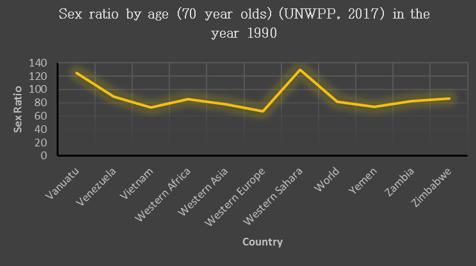 Sex ratio by age (70 year olds) (UNWPP, 2017) in the
year 1990
140
120
100
80
60
40
20
0
Sex Ratio
Vanuatu
Venezuela
Vietnam
Western Africa
Western Asia
Western Europe
Western Sahara
World
Yemen
Zambia
Zimbabwe
Country